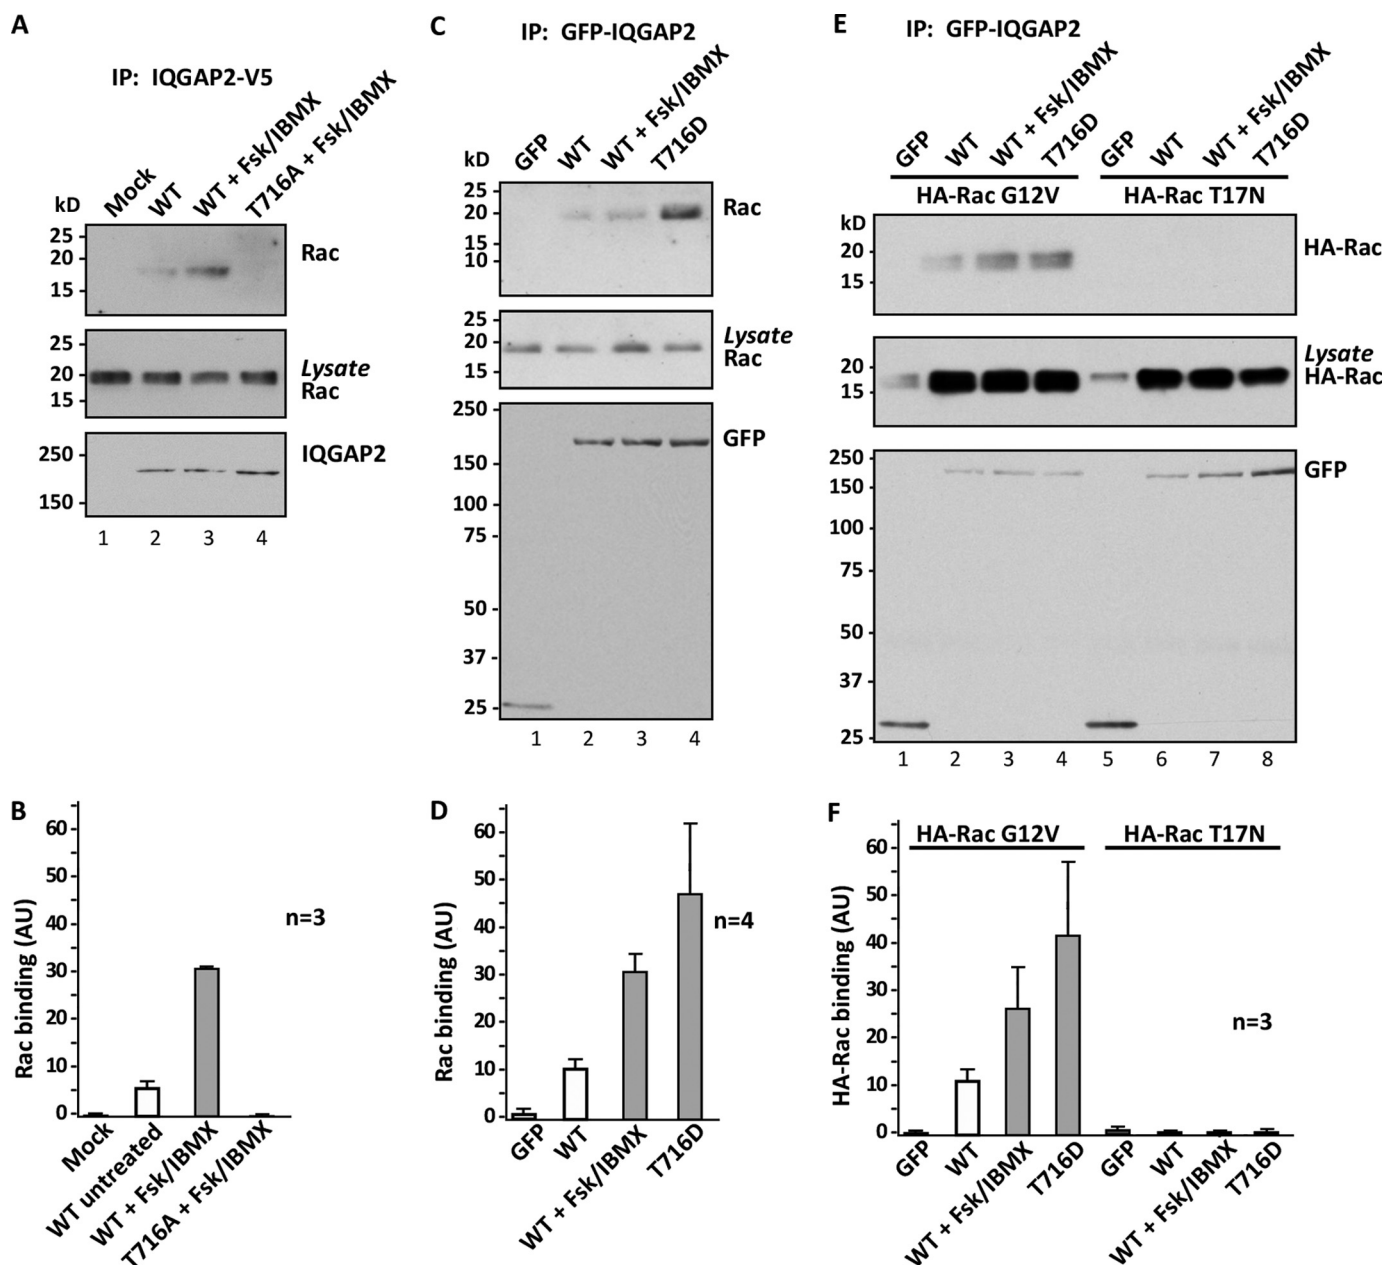 A
IP: IQGAP2-V5
kD
Mock
WT
WT + Fsk/IBMX
T716A + Fsk/IBMX
25
20
15
Rac
25
20
15
Lysate
Rac
250
150
IQGAP2
1 2 3 4
B
Rac binding (AU)
60
50
40
30
20
10
0
n=3
Mock
WT untreated
WT + Fsk/IBMX
T716A + Fsk/IBMX
C
IP: GFP-IQGAP2
kD
GFP
WT
WT + Fsk/IBMX
T716D
25
20
15
10
Rac
25
20
15
Lysate
Rac
250
150
100
75
50
37
25
GFP
1 2 3 4
D
Rac binding (AU)
60
50
40
30
20
10
0
n=4
GFP
WT
WT + Fsk/IBMX
T716D
E
IP: GFP-IQGAP2
GFP
WT
WT + Fsk/IBMX
T716D
GFP
WT
WT + Fsk/IBMX
T716D
HA-Rac G12V HA-Rac T17N
kD
20
15
HA-Rac
20
15
Lysate
HA-Rac
250
150
100
75
50
37
25
GFP
1 2 3 4 5 6 7 8
F
HA-Rac G12V HA-Rac T17N
HA-Rac binding (AU)
60
50
40
30
20
10
0
n=3
GFP
WT
WT + Fsk/IBMX
T716D
GFP
WT
WT + Fsk/IBMX
T716D